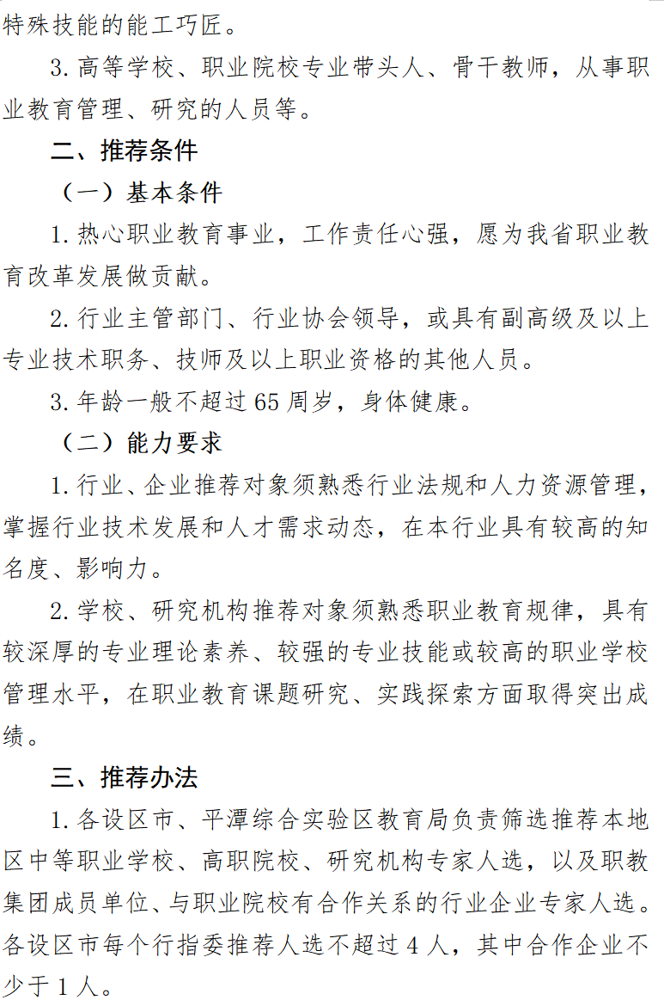 特殊技能的能工巧匠。
3.高等学校、职业院校专业带头人、骨干教师，从事职
业教育管理、研究的人员等。
二、推荐条件
（一）基本条件
1.热心职业教育事业，工作责任心强，愿为我省职业教
育改革发展做贡献。
2.行业主管部门、行业协会领导，或具有副高级及以上
专业技术职务、技师及以上职业资格的其他人员。
3.年龄一般不超过 65 周岁，身体健康。
（二）能力要求
1.行业、企业推荐对象须熟悉行业法规和人力资源管理，
掌握行业技术发展和人才需求动态，在本行业具有较高的知
名度、影响力。
2.学校、研究机构推荐对象须熟悉职业教育规律，具有
较深厚的专业理论素养、较强的专业技能或较高的职业学校
管理水平，在职业教育课题研究、实践探索方面取得突出成
绩。
三、推荐办法
1.各设区市、平潭综合实验区教育局负责筛选推荐本地
区中等职业学校、高职院校、研究机构专家人选，以及职教
集团成员单位、与职业院校有合作关系的行业企业专家人选。
各设区市每个行指委推荐人选不超过 4 人，其中合作企业不
少于 1 人。